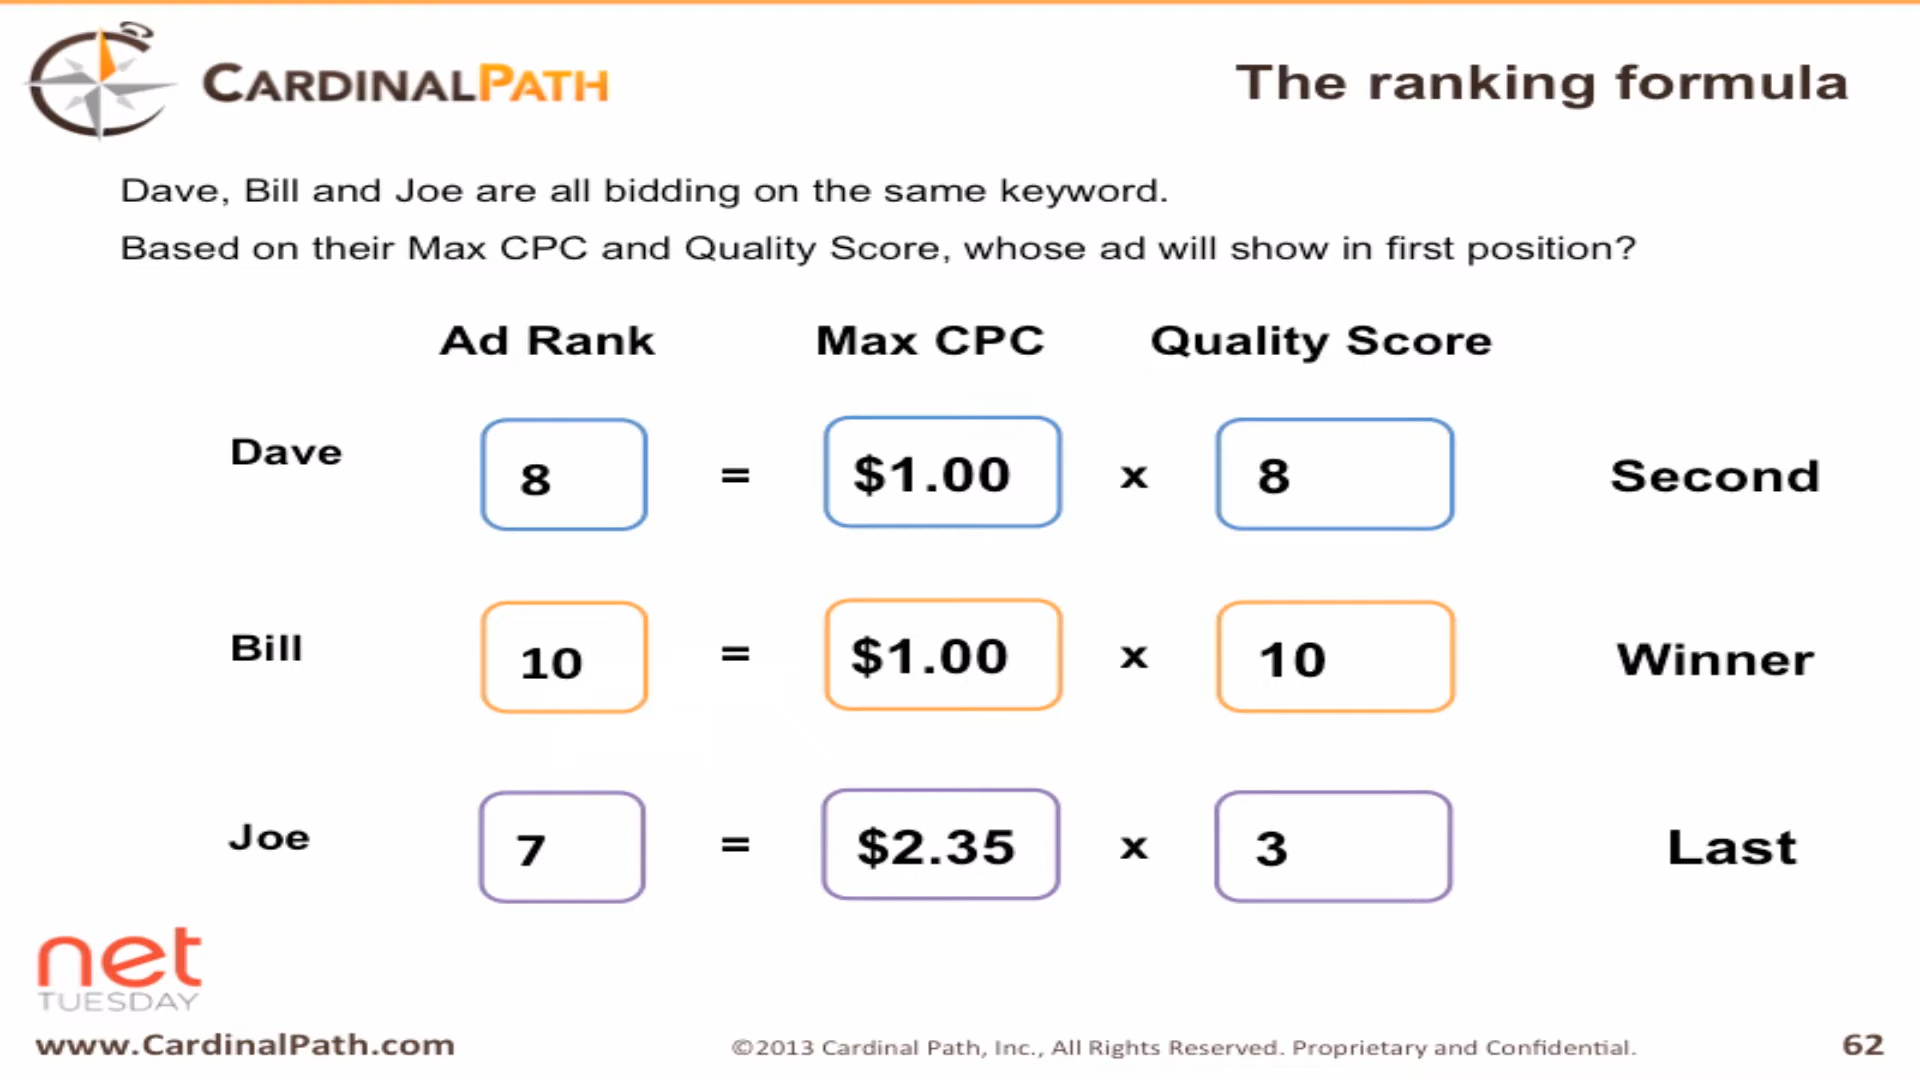 CARDINALPATH
The ranking formula
Dave, Bill and Joe are all bidding on the same keyword.
Based on their Max CPC and Quality Score, whose ad will show in first position?
Ad Rank Max CPC Quality Score
Dave 8 = $1.00 x 8 Second
Bill 10 = $1.00 x 10 Winner
Joe 7 = $2.35 x 3 Last
net
TUESDAY
www.CardinalPath.com ©2013 Cardinal Path, Inc., All Rights Reserved. Proprietary and Confidential. 62